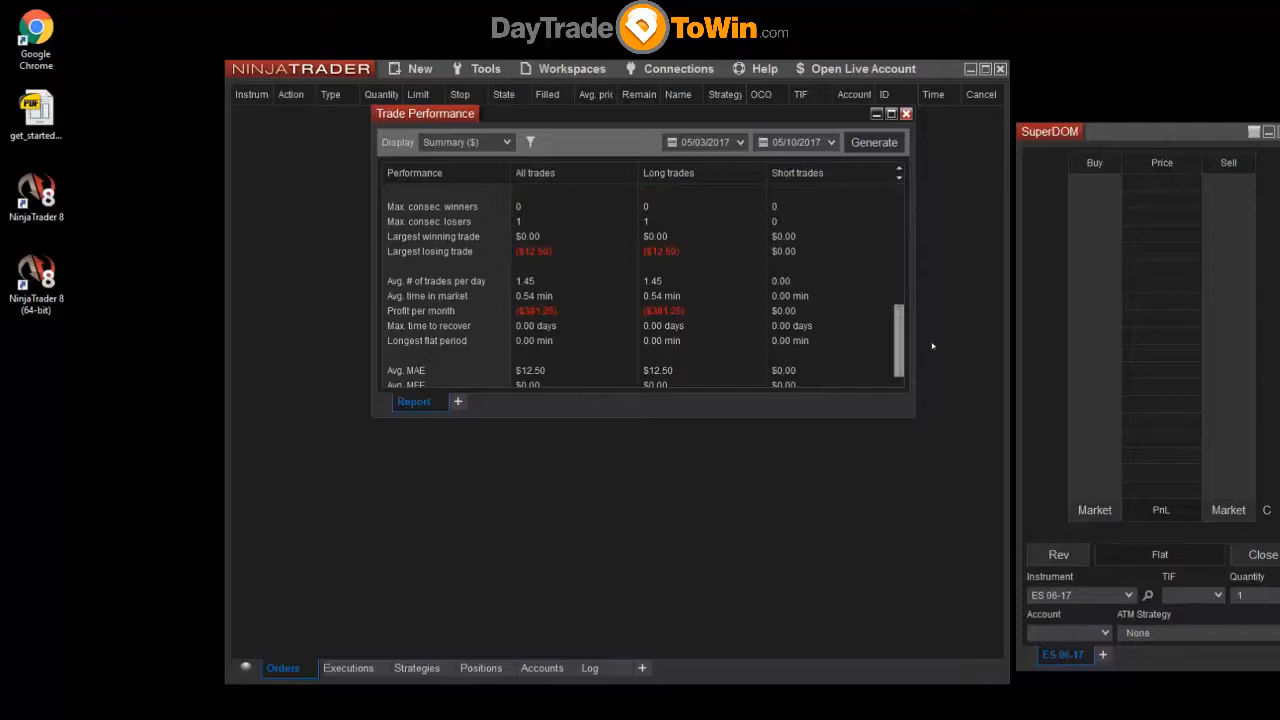 DayTradeToWin.com
Google
Chrome
get_started...
NinjaTrader 8
NinjaTrader 8
(64-bit)
NINJATRADER New Tools Workspaces Connections Help $ Open Live Account
Instrum Action Type Quantity Limit Stop State Filled Avg. pric Remain Name Strategy OCO TIF Account ID Time Cancel
Trade Performance
Display Summary ($) 05/03/2017 05/10/2017 Generate
Performance All trades Long trades Short trades
Max. consec. winners 0 0 0
Max. consec. losers 1 1 0
Largest winning trade $0.00 $0.00 $0.00
Largest losing trade ($12.50) ($12.50) $0.00
Avg. # of trades per day 1.45 1.45 0.00
Avg. time in market 0.54 min 0.54 min 0.00 min
Profit per month ($381.25) ($381.25) $0.00
Max. time to recover 0.00 days 0.00 days 0.00 days
Longest flat period 0.00 min 0.00 min 0.00 min
Avg. MAE $12.50 $12.50 $0.00
Avg. MFE $0.00 $0.00 $0.00
Report +
Orders Executions Strategies Positions Accounts Log +
SuperDOM
Buy Price Sell
Market PnL Market C
Rev Flat Close
Instrument TIF Quantity
ES 06-17 1
Account ATM Strategy
None
ES 06-17 +